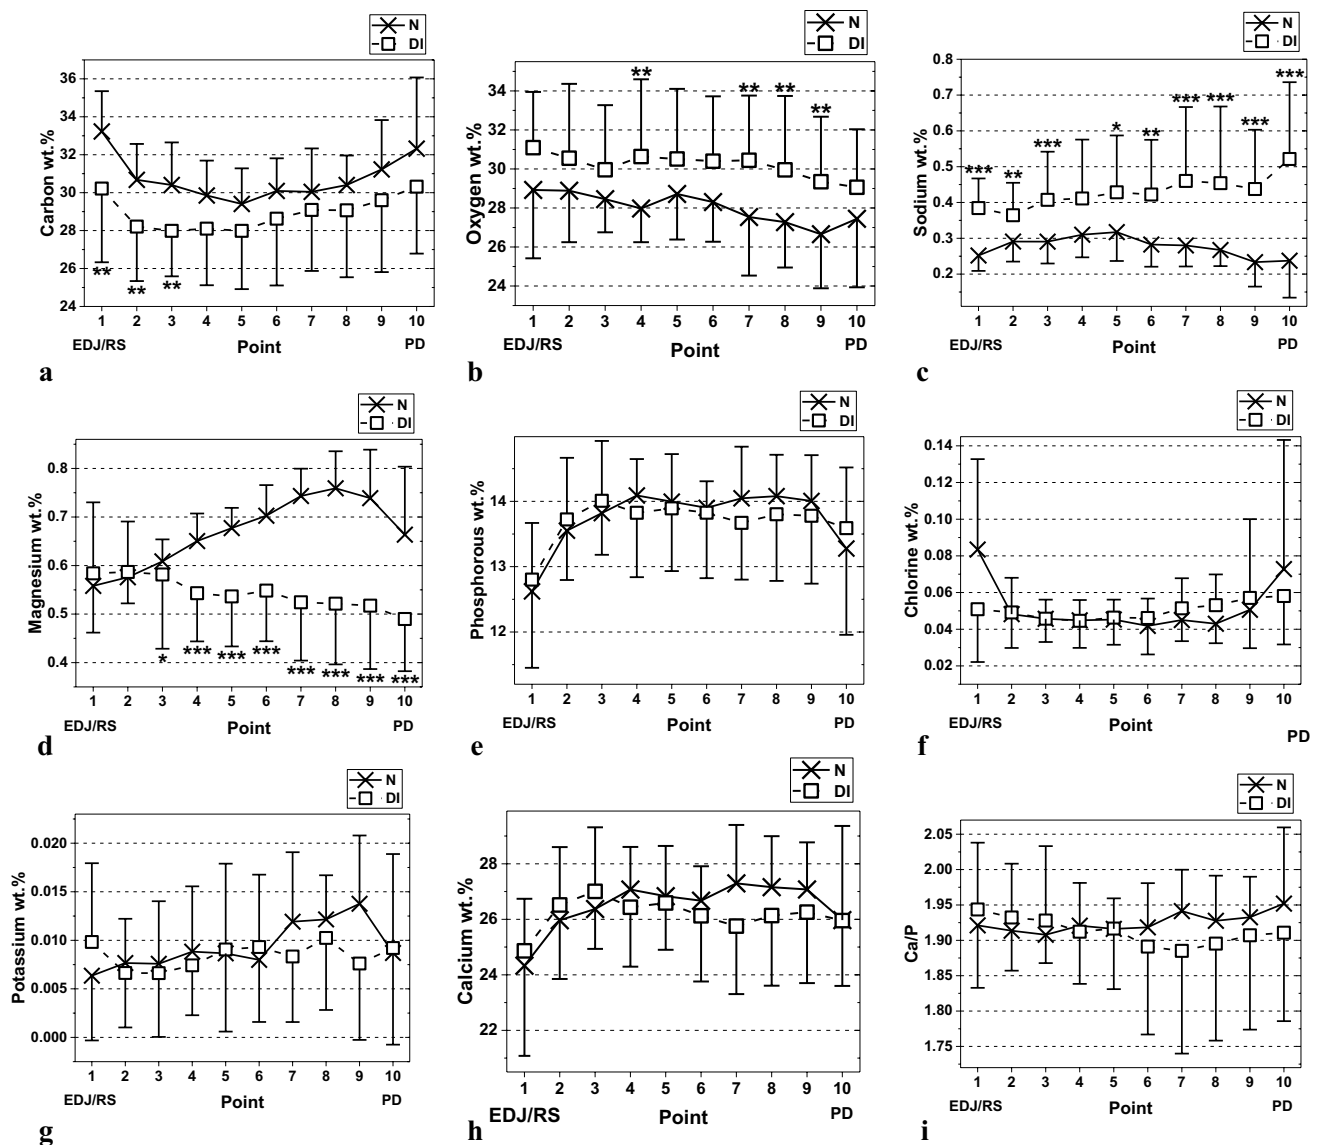 N
DI
36
34
32
30
28
26
24
Carbon wt.%
** ** **
1 2 3 4 5 6 7 8 9 10
EDJ/RS Point PD
a
N
DI
34
32
30
28
26
24
Oxygen wt.%
** ** ** **
1 2 3 4 5 6 7 8 9 10
EDJ/RS Point PD
b
N
DI
0.8
0.7
0.6
0.5
0.4
0.3
0.2
Sodium wt.%
*** ** *** * ** *** *** *** ***
1 2 3 4 5 6 7 8 9 10
EDJ/RS Point PD
c
N
DI
0.8
0.7
0.6
0.5
0.4
Magnesium wt.%
* *** *** *** *** *** *** ***
1 2 3 4 5 6 7 8 9 10
EDJ/RS Point PD
d
N
DI
14
13
12
Phosphorous wt.%
1 2 3 4 5 6 7 8 9 10
EDJ/RS Point PD
e
N
DI
0.14
0.12
0.10
0.08
0.06
0.04
0.02
Chlorine wt.%
1 2 3 4 5 6 7 8 9 10
EDJ/RS Point
PD
f
N
DI
0.020
0.015
0.010
0.005
0.000
Potassium wt.%
1 2 3 4 5 6 7 8 9 10
EDJ/RS Point PD
g
N
DI
28
26
24
22
Calcium wt.%
1 2 3 4 5 6 7 8 9 10
EDJ/RS Point PD
h
N
DI
2.05
2.00
1.95
1.90
1.85
1.80
1.75
Ca/P
1 2 3 4 5 6 7 8 9 10
EDJ/RS Point PD
i